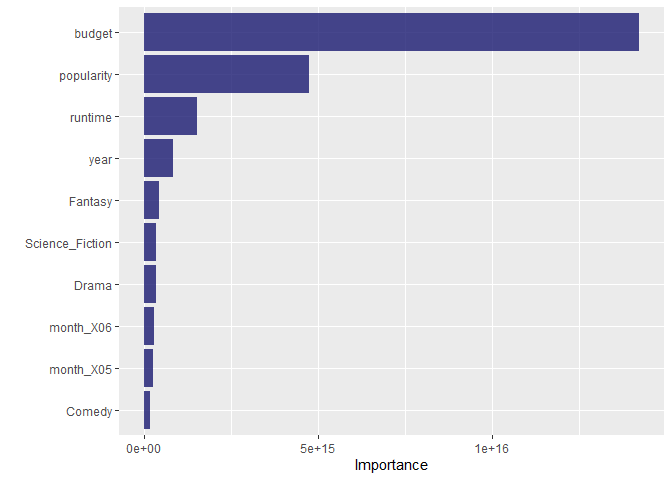 budget
popularity
runtime
year
Fantasy
Science_Fiction
Drama
month_X06
month_X05
Comedy
0e+00 5e+15 1e+16
Importance